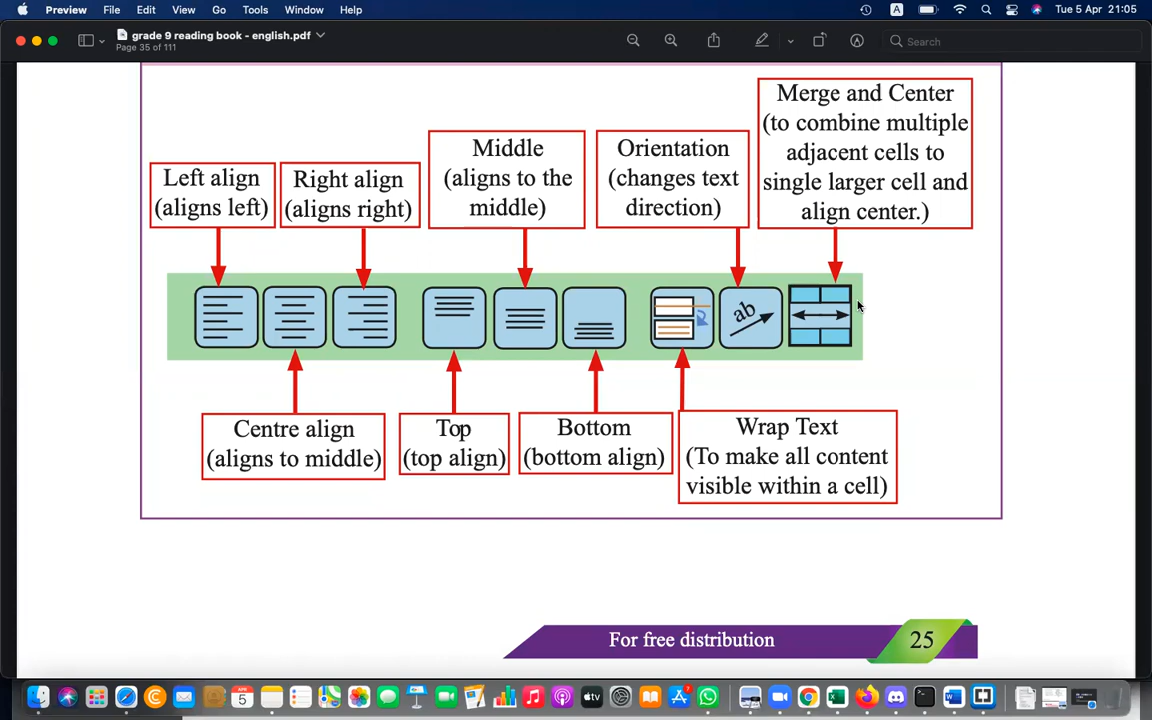 Preview File Edit View Go Tools Window Help A Tue 5 Apr 21:05
grade 9 reading book - english.pdf
Page 35 of 111
Search
Left align
(aligns left)
Right align
(aligns right)
Middle
(aligns to the
middle)
Orientation
(changes text
direction)
Merge and Center
(to combine multiple
adjacent cells to
single larger cell and
align center.)
ab
Centre align
(aligns to middle)
Top
(top align)
Bottom
(bottom align)
Wrap Text
(To make all content
visible within a cell)
For free distribution
25